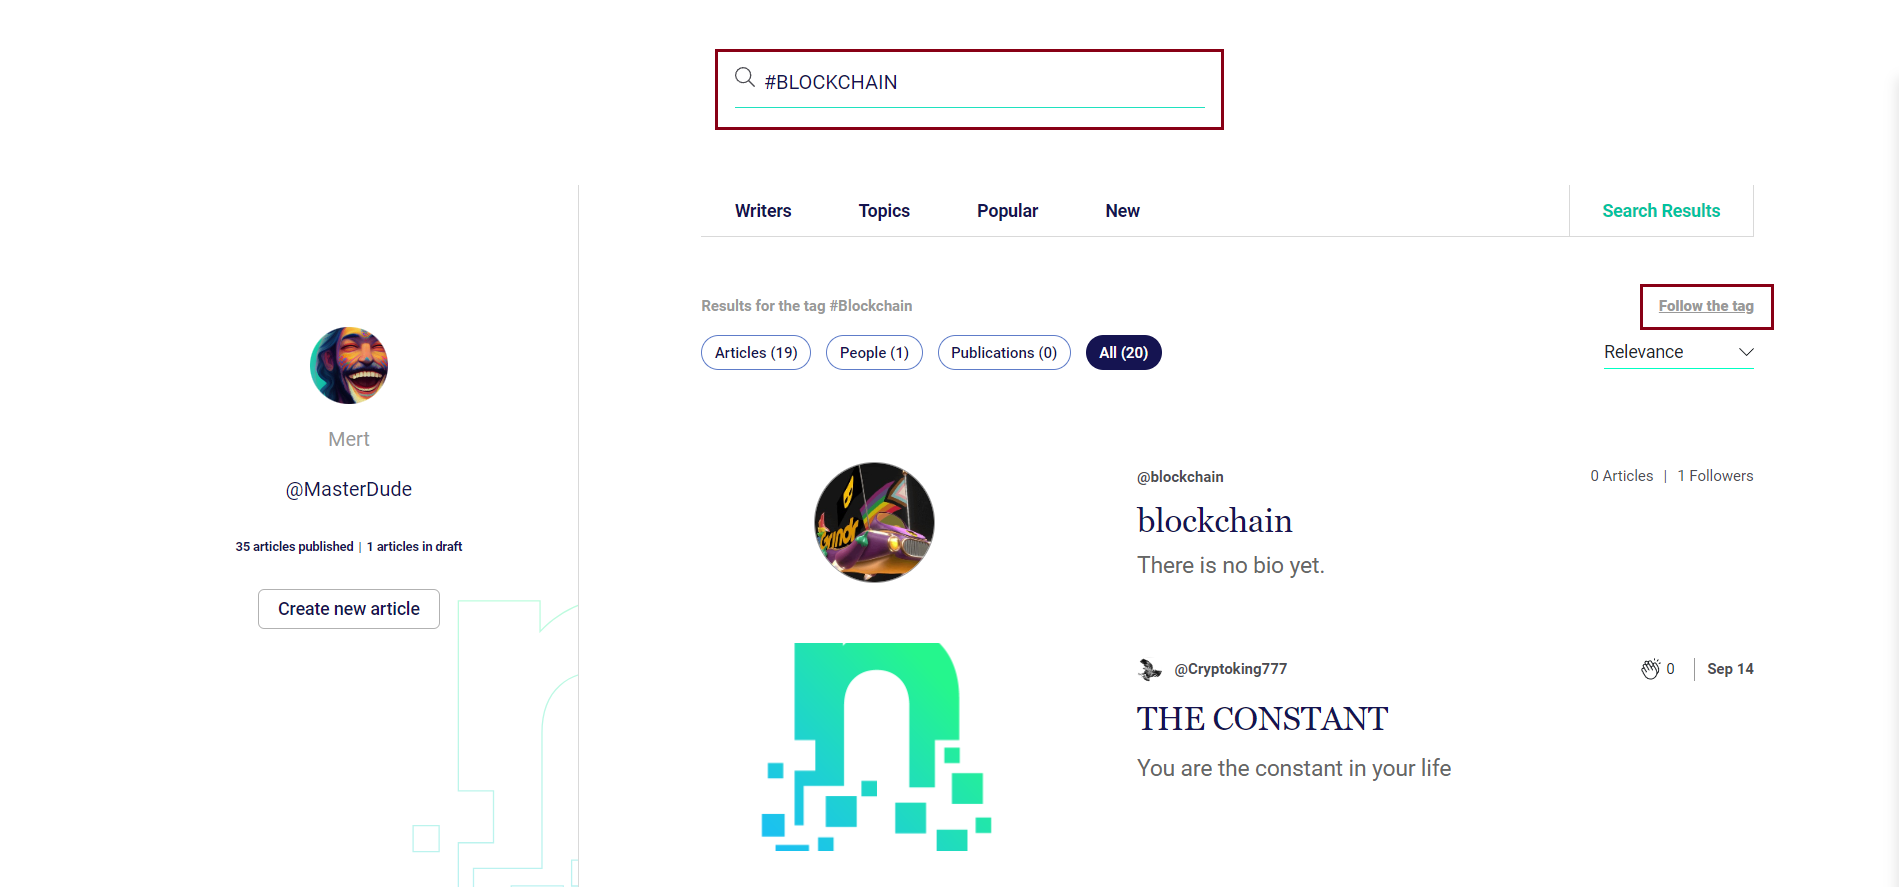 #BLOCKCHAIN
Writers Topics Popular New Search Results
Results for the tag #Blockchain Follow the tag
Articles (19) People (1) Publications (0) All (20) Relevance
Mert
@MasterDude
35 articles published | 1 articles in draft
Create new article
@blockchain 0 Articles | 1 Followers
blockchain
There is no bio yet.
@Cryptoking777 0 Sep 14
THE CONSTANT
You are the constant in your life